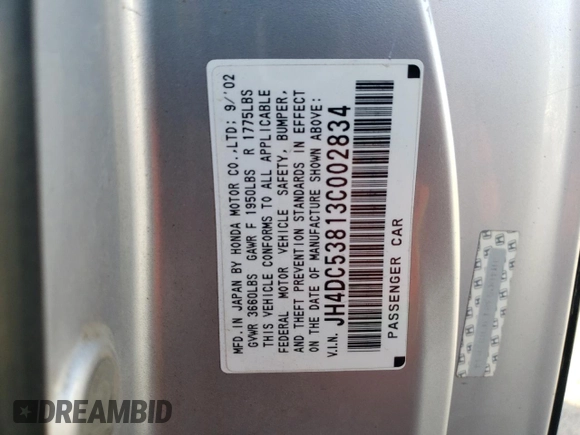 MFD. IN JAPAN BY HONDA MOTOR CO.,LTD: 9/'02
GVWR 3660LBS GAWR F 1950LBS R 1775LBS
THIS VEHICLE CONFORMS TO ALL APPLICABLE
FEDERAL MOTOR VEHICLE SAFETY, BUMPER,
AND THEFT PREVENTION STANDARDS IN EFFECT
ON THE DATE OF MANUFACTURE SHOWN ABOVE:
V.I.N. JH4DC53813C002834
PASSENGER CAR
DREAMBID